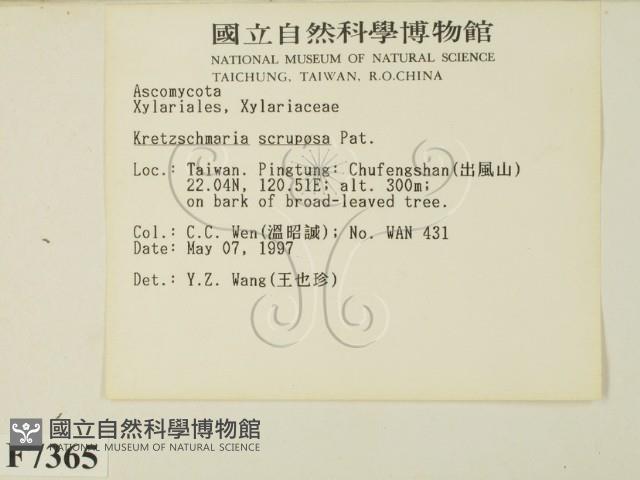 國立自然科學博物館
NATIONAL MUSEUM OF NATURAL SCIENCE
TAICHUNG, TAIWAN, R.O.CHINA
Ascomycota
Xylariales, Xylariaceae
Kretzschmaria scruposa Pat.
Loc.: Taiwan. Pingtung: Chufengshan(出風山)
22.04N, 120.51E; alt. 300m;
on bark of broad-leaved tree.
Col.: C.C. Wen(溫昭誠); No. WAN 431
Date: May 07, 1997
Det.: Y.Z. Wang(王也珍)
國立自然科學博物館
NATIONAL MUSEUM OF NATURAL SCIENCE
F7365